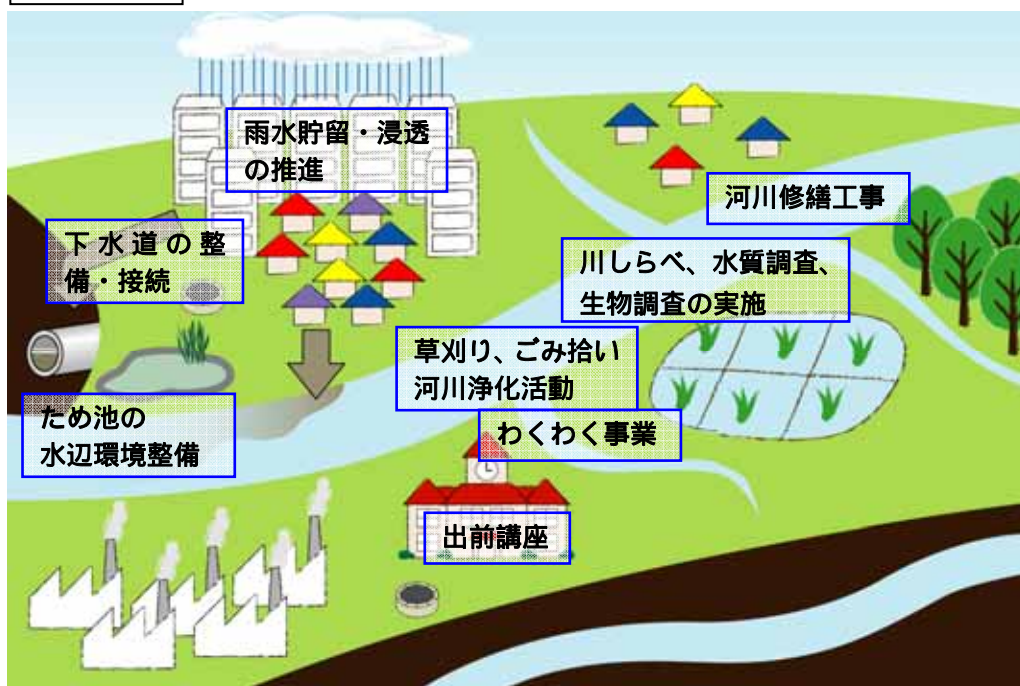 雨水貯留・浸透
の推進
河川修繕工事
下水道の整
備・接続
川しらべ、水質調査、
生物調査の実施
草刈り、ごみ拾い
河川浄化活動
ため池の
水辺環境整備
わくわく事業
出前講座